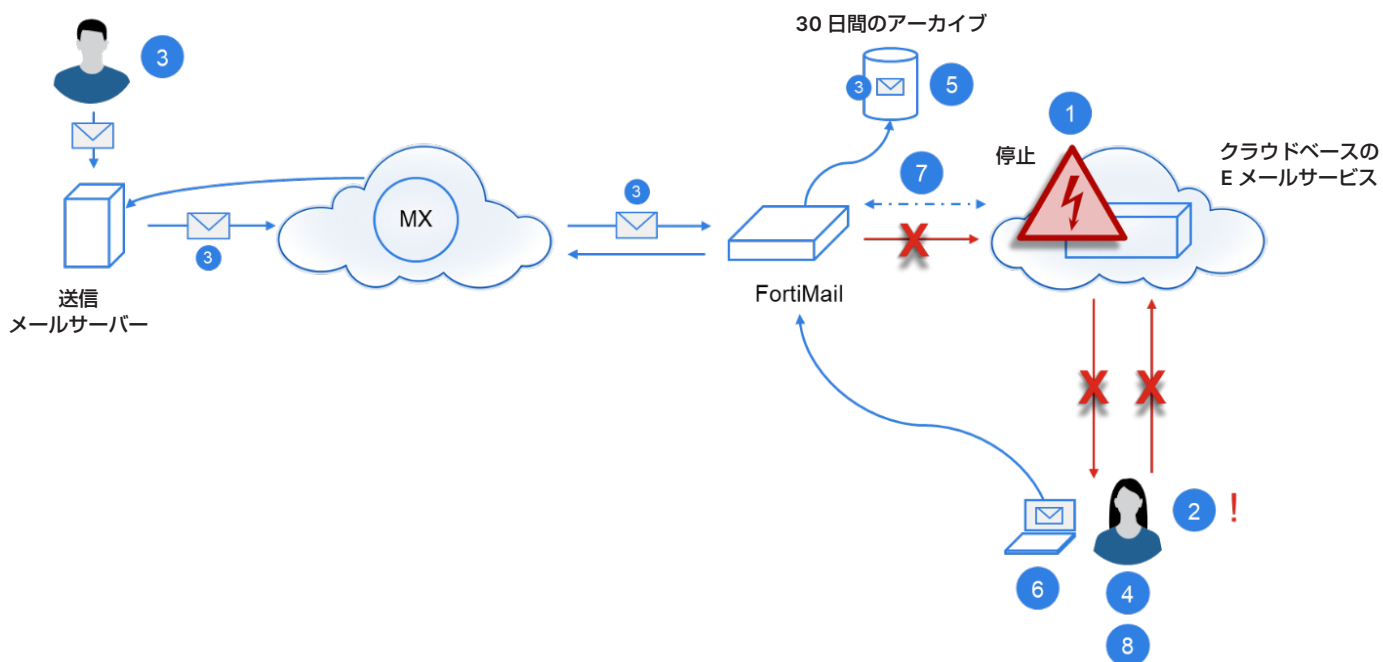 30 日間のアーカイブ
3
3
5
1
停止
クラウドベースの
E メールサービス
7
3
MX
3
送信
メールサーバー
FortiMail
2 !
6
4
8